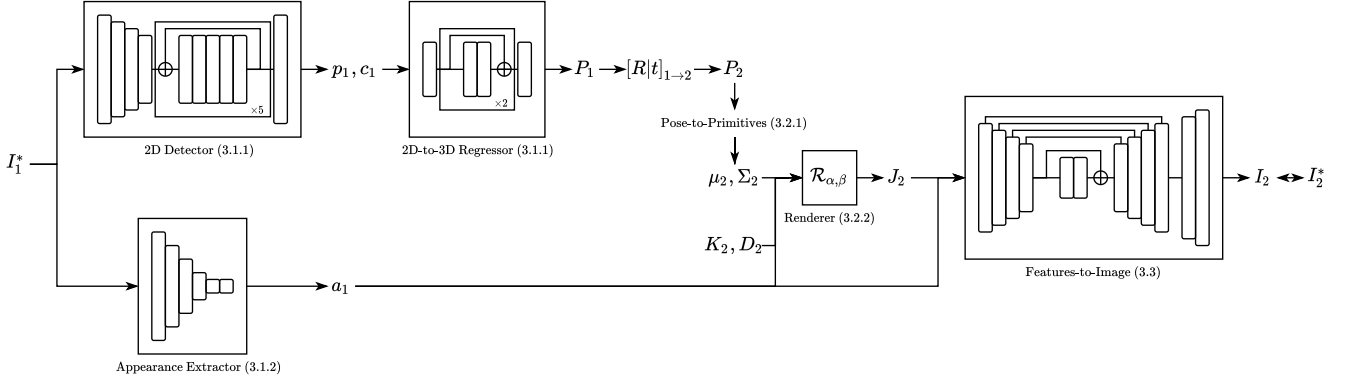 I₁*
×5
2D Detector (3.1.1)
p₁, c₁
×2
2D-to-3D Regressor (3.1.1)
P₁
[R|t]₁→₂
P₂
Pose-to-Primitives (3.2.1)
μ₂, Σ₂
K₂, D₂
ℛα,β
Renderer (3.2.2)
J₂
Features-to-Image (3.3)
I₂
I₂*
Appearance Extractor (3.1.2)
a₁